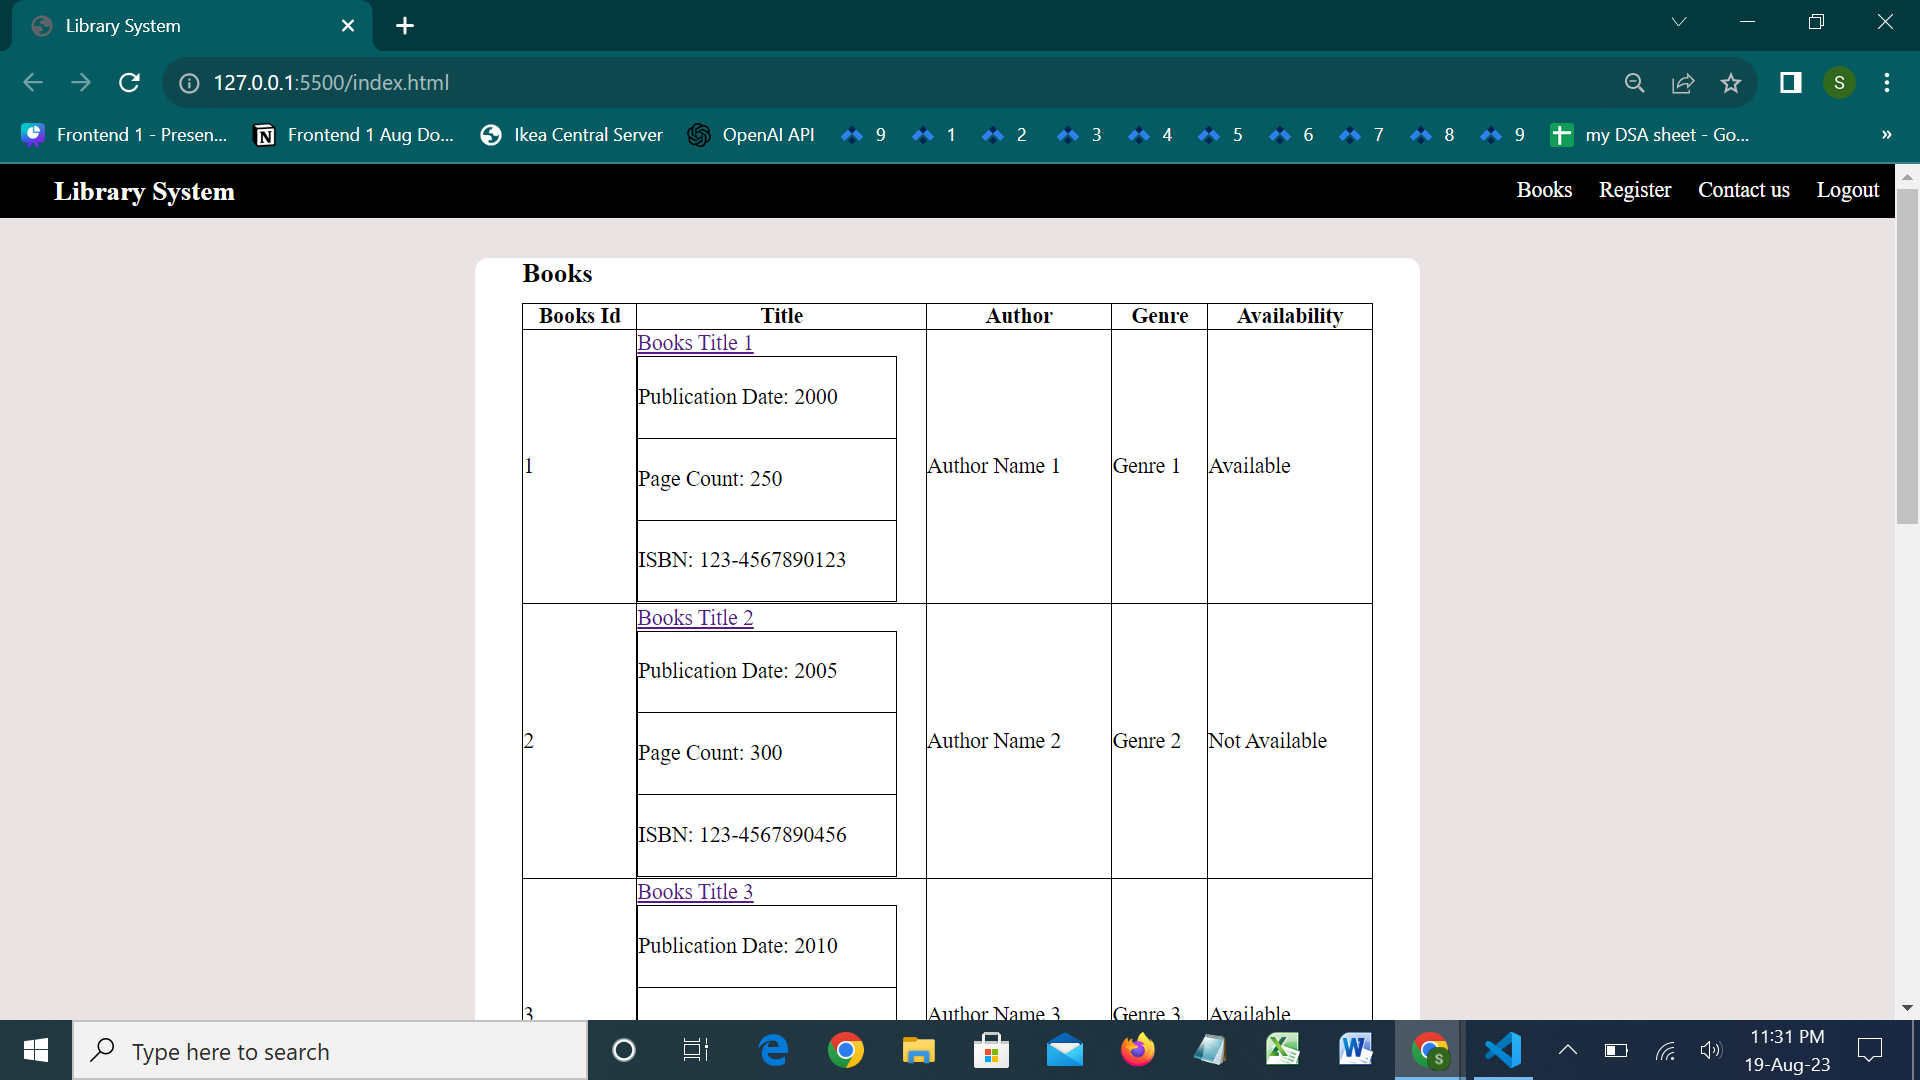 Library System
127.0.0.1:5500/index.html
S
Frontend 1 - Presen...
Frontend 1 Aug Do...
Ikea Central Server
OpenAI API
9
1
2
3
4
5
6
7
8
9
my DSA sheet - Go...
»
Library System
Books Register Contact us Logout
Books
Books Id Title Author Genre Availability
Books Title 1
Publication Date: 2000
1 Page Count: 250 Author Name 1 Genre 1 Available
ISBN: 123-4567890123
Books Title 2
Publication Date: 2005
2 Page Count: 300 Author Name 2 Genre 2 Not Available
ISBN: 123-4567890456
Books Title 3
Publication Date: 2010
3 Author Name 3 Genre 3 Available
Type here to search
11:31 PM
19-Aug-23